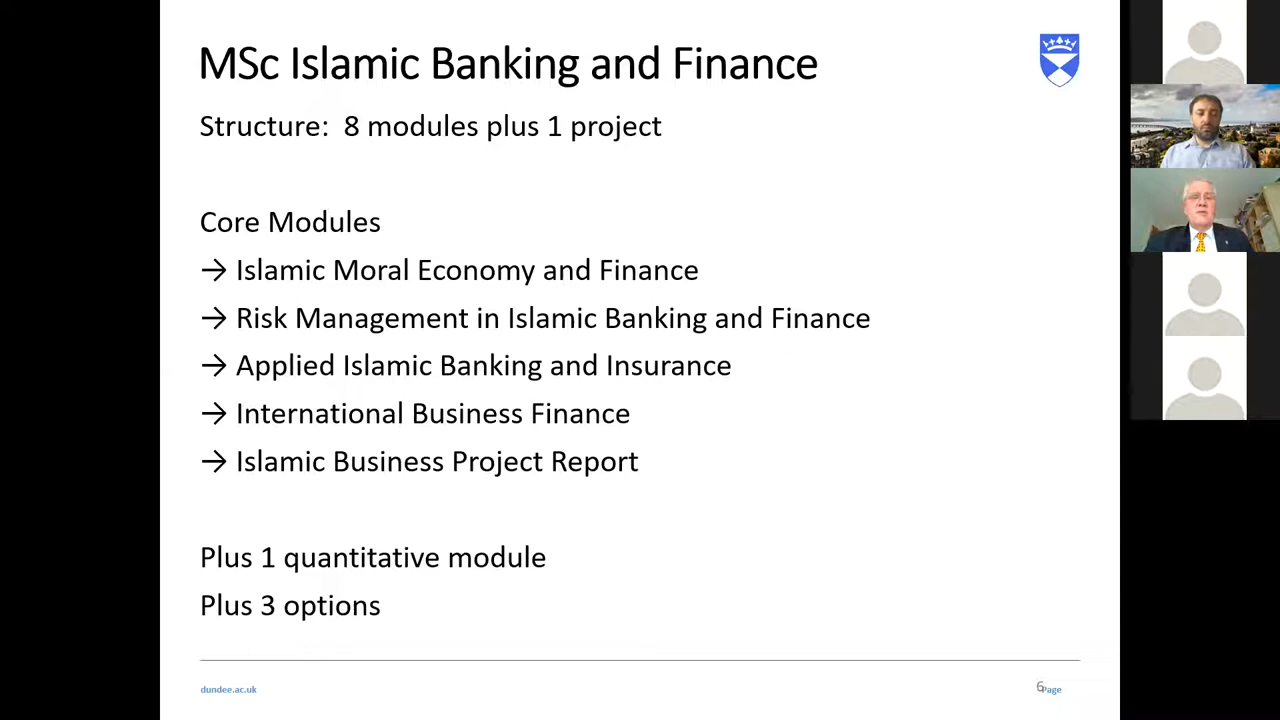 MSc Islamic Banking and Finance
Structure:  8 modules plus 1 project
Core Modules
→ Islamic Moral Economy and Finance
→ Risk Management in Islamic Banking and Finance
→ Applied Islamic Banking and Insurance
→ International Business Finance
→ Islamic Business Project Report
Plus 1 quantitative module
Plus 3 options
dundee.ac.uk
6 Page